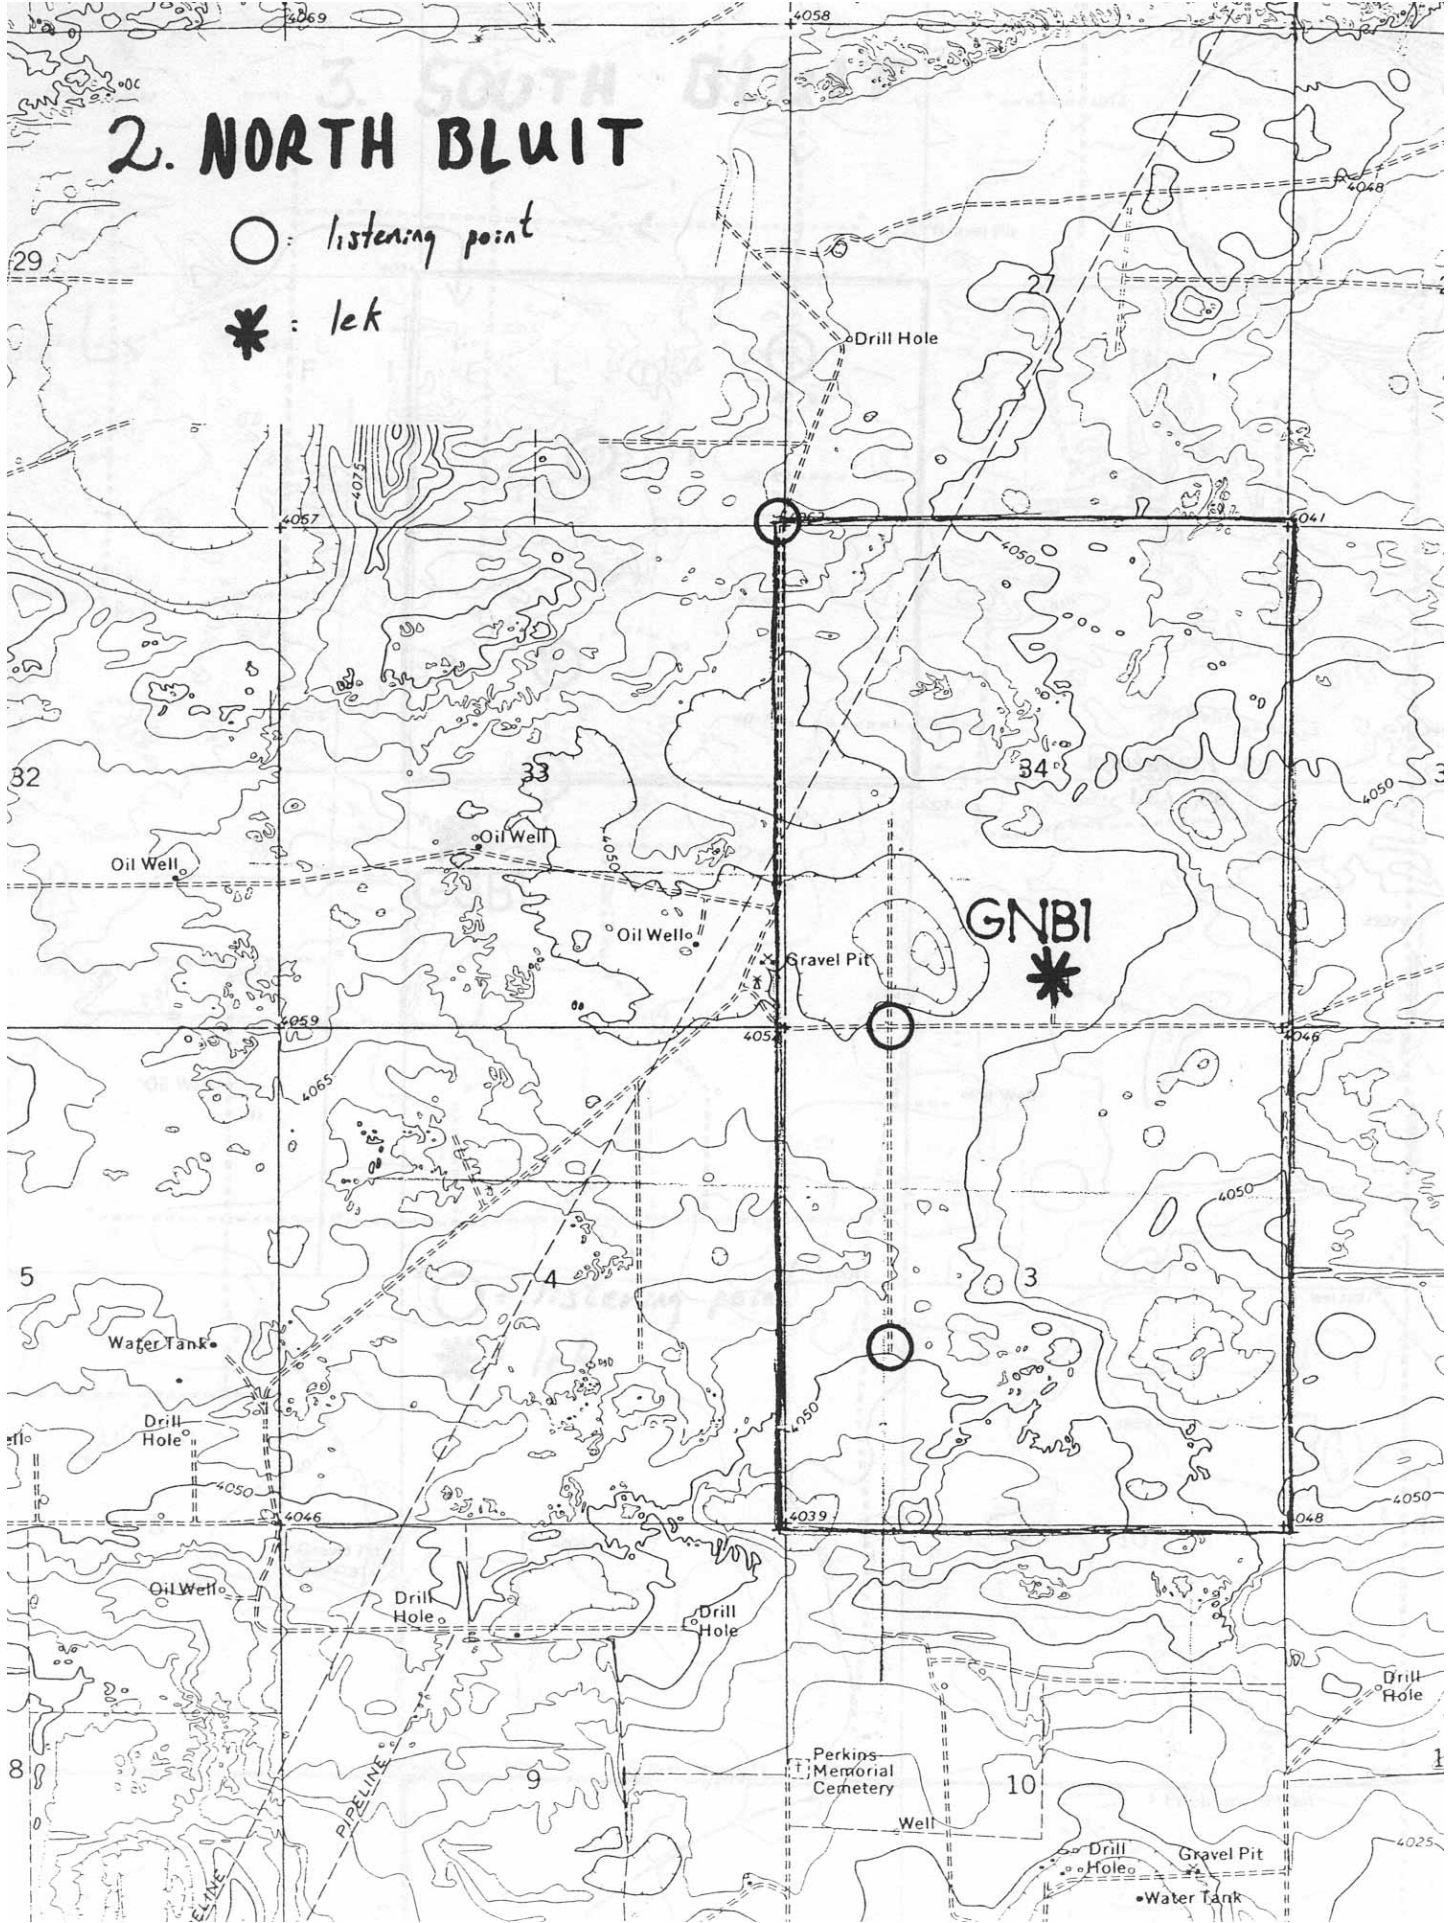 4069
4058
OC
2. NORTH BLUIT
: listening point
4048
29
27
: lek
Drill Hole
4075
4057
4041
4050
32
33
34
4050
Oil Well
Oil Well
4050
GNB1
Oil Well
Gravel Pit
4059
4046
4065
4050
5
4
3
Water Tank
Drill
Hole
4050
4050
4050
4046
4039
4048
Oil Well
Drill
Hole
Drill
Hole
Drill
Hole
PIPELINE
8
9
10
Perkins
Memorial
Cemetery
Well
Drill
Hole
Gravel Pit
4025
Water Tank